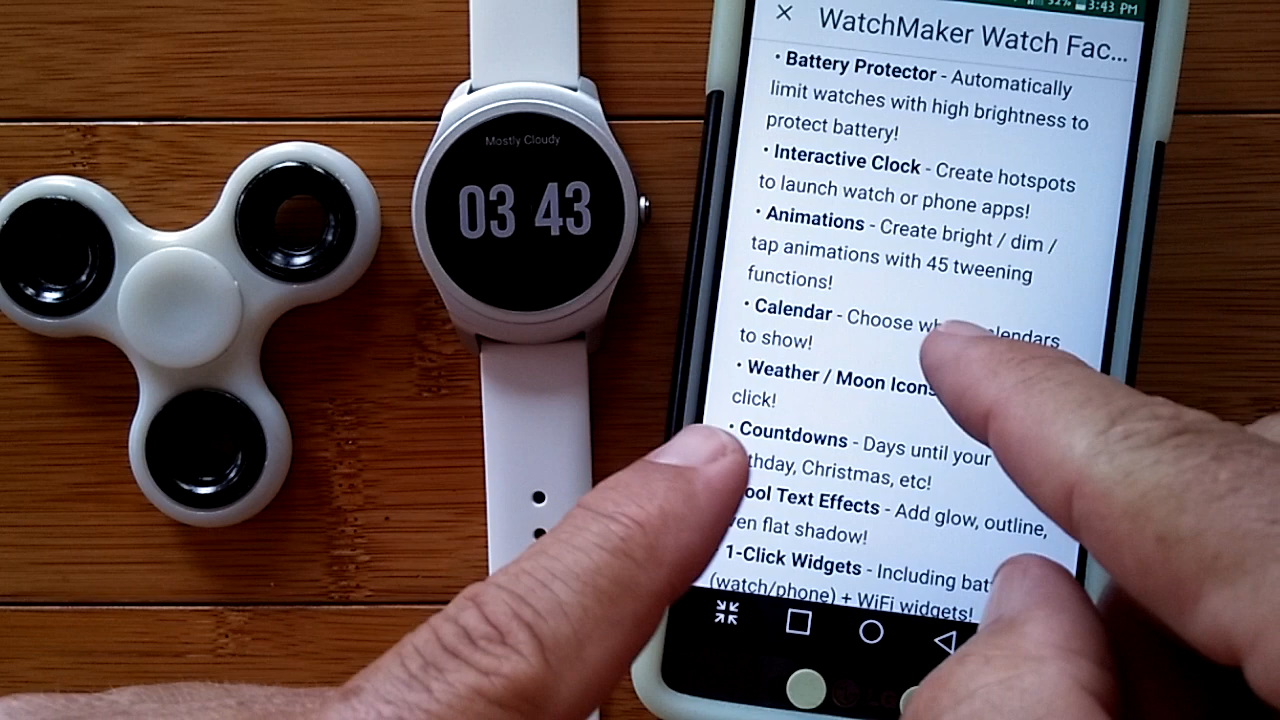 Mostly Cloudy
03 43
52% 3:43 PM
WatchMaker Watch Fac...
• Battery Protector - Automatically
limit watches with high brightness to
protect battery!
• Interactive Clock - Create hotspots
to launch watch or phone apps!
• Animations - Create bright / dim /
tap animations with 45 tweening
functions!
• Calendar - Choose
to show!
• Weather / Moon Icons
click!
• Countdowns - Days until your
Christmas, etc!
Text Effects - Add glow, outline,
flat shadow!
1-Click Widgets - Including
(watch/phone) + WiFi widgets!